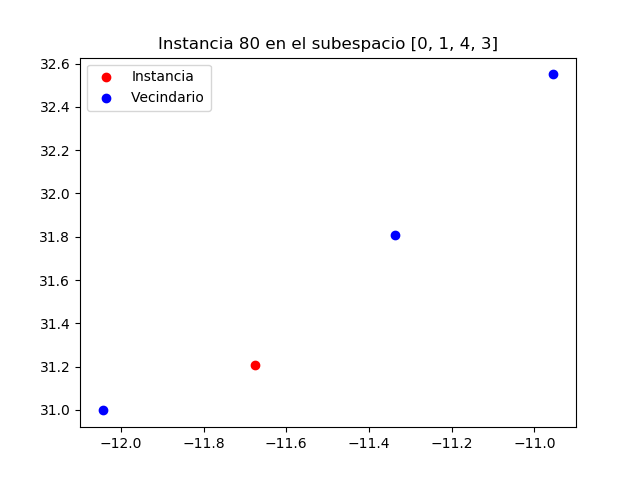 Instancia 80 en el subespacio [0, 1, 4, 3]
Instancia
Vecindario
32.6
32.4
32.2
32.0
31.8
31.6
31.4
31.2
31.0
−12.0 −11.8 −11.6 −11.4 −11.2 −11.0